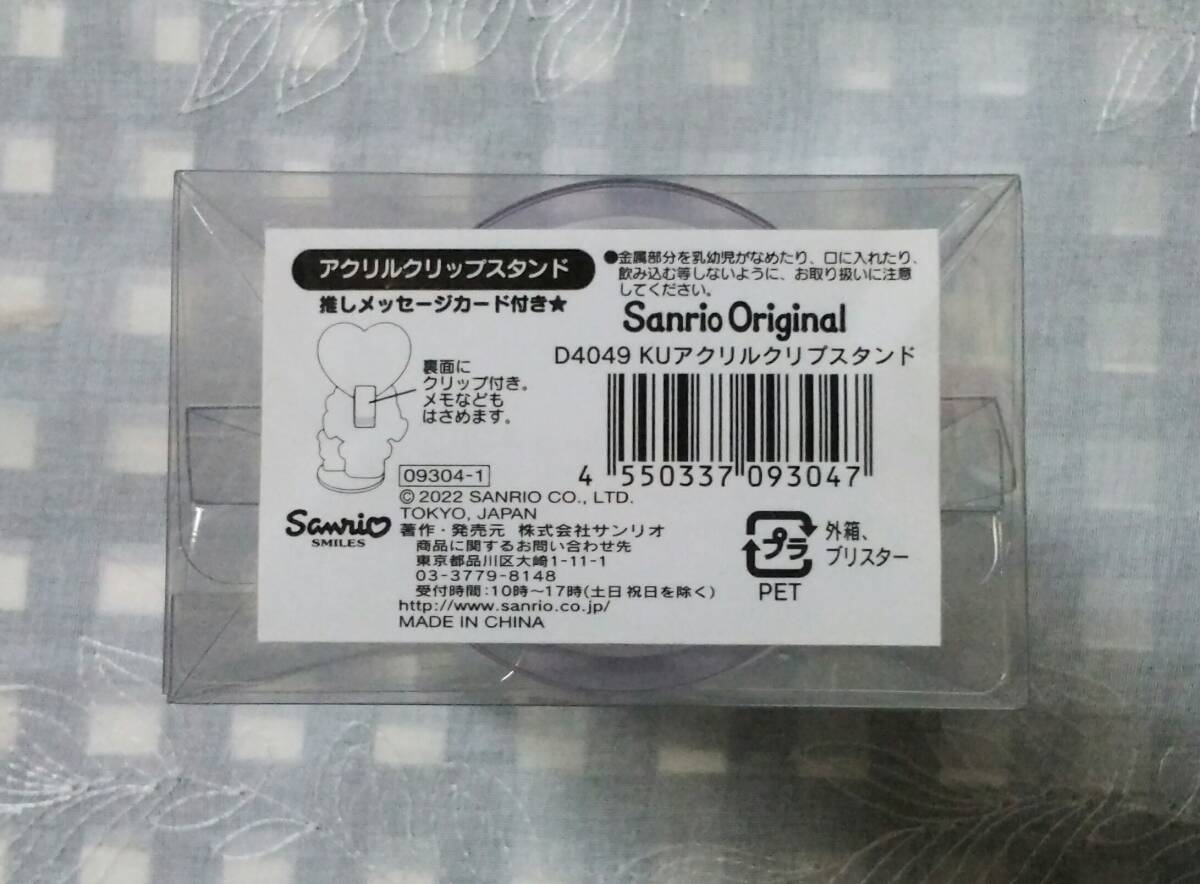 アクリルクリップスタンド
推しメッセージカード付き★
裏面に
クリップ付き。
メモなども
はさめます。
●金属部分を乳幼児がなめたり、口に入れたり、
飲み込む等しないように、お取り扱いに注意
してください。
Sanrio Original
D4049 KUアクリルクリプスタンド
4 550337 093047
09304-1
© 2022 SANRIO CO., LTD.
TOKYO, JAPAN
Sanrio
SMILES
著作・発売元 株式会社サンリオ
商品に関するお問い合わせ先
東京都品川区大崎1-11-1
03-3779-8148
受付時間:10時〜17時(土日祝日を除く)
http://www.sanrio.co.jp/
MADE IN CHINA
プラ
外箱、
ブリスター
PET